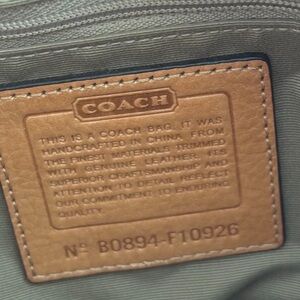 COACH
THIS IS A COACH BAG. IT WAS
HANDCRAFTED IN CHINA FROM
THE FINEST MATERIALS TRIMMED
WITH GENUINE LEATHER. ITS
SUPERIOR CRAFTSMANSHIP AND
ATTENTION TO DETAIL REFLECT
OUR COMMITMENT TO ENDURING
QUALITY.
Nº B0894-F10926